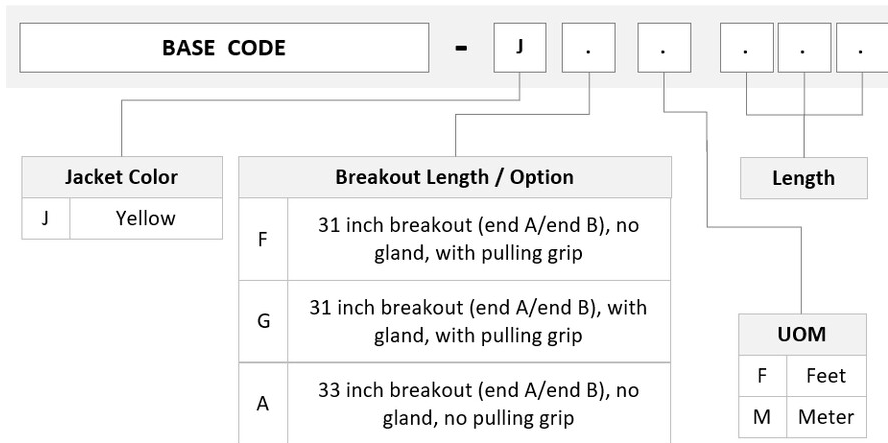 BASE CODE - J . . . . .
Jacket Color
J Yellow
Breakout Length / Option
F 31 inch breakout (end A/end B), no
gland, with pulling grip
G 31 inch breakout (end A/end B), with
gland, with pulling grip
A 33 inch breakout (end A/end B), no
gland, no pulling grip
Length
UOM
F Feet
M Meter